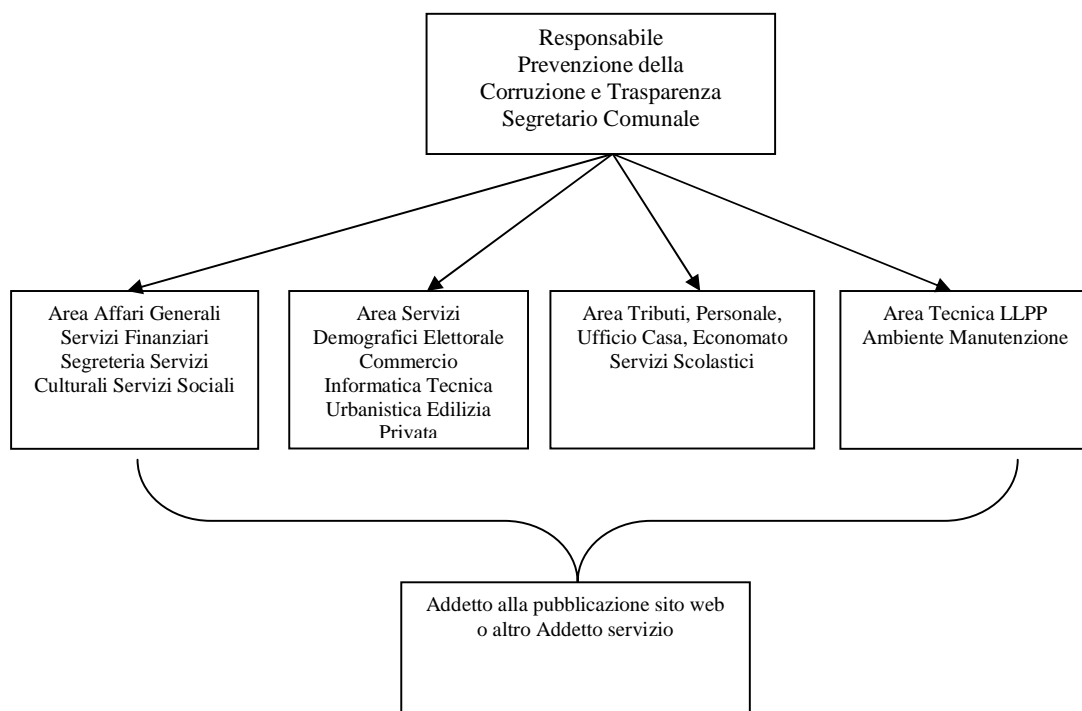 Responsabile
Prevenzione della
Corruzione e Trasparenza
Segretario Comunale
Area Affari Generali
Servizi Finanziari
Segreteria Servizi
Culturali Servizi Sociali
Area Servizi
Demografici Elettorale
Commercio
Informatica Tecnica
Urbanistica Edilizia
Privata
Area Tributi, Personale,
Ufficio Casa, Economato
Servizi Scolastici
Area Tecnica LLPP
Ambiente Manutenzione
Addetto alla pubblicazione sito web
o altro Addetto servizio